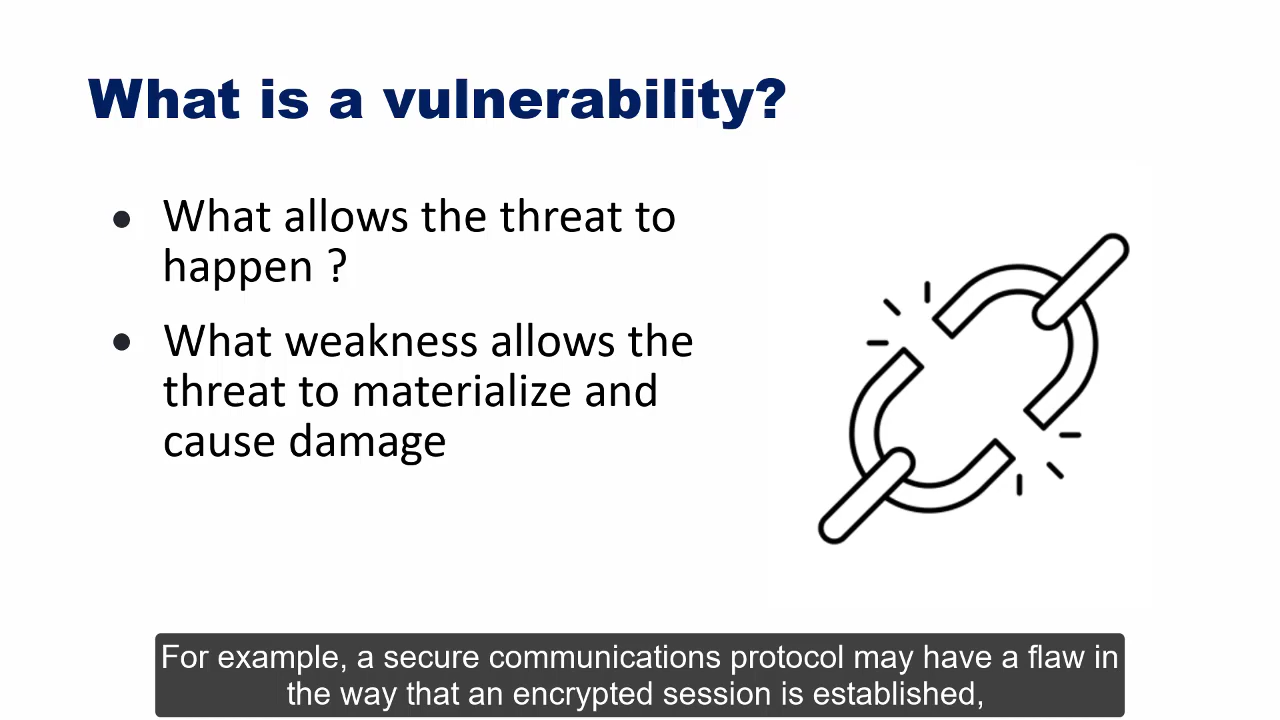 What is a vulnerability?
• What allows the threat to
happen ?
• What weakness allows the
threat to materialize and
cause damage
For example, a secure communications protocol may have a flaw in
the way that an encrypted session is established,